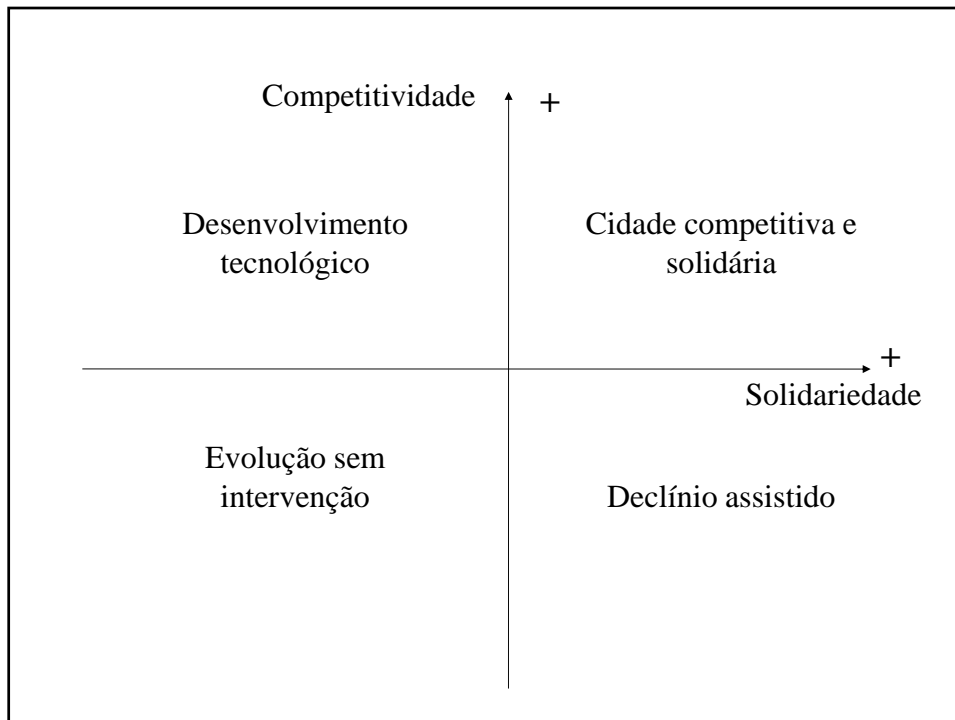 Competitividade
+
Desenvolvimento
tecnológico
Cidade competitiva e
solidária
+
Solidariedade
Evolução sem
intervenção
Declínio assistido